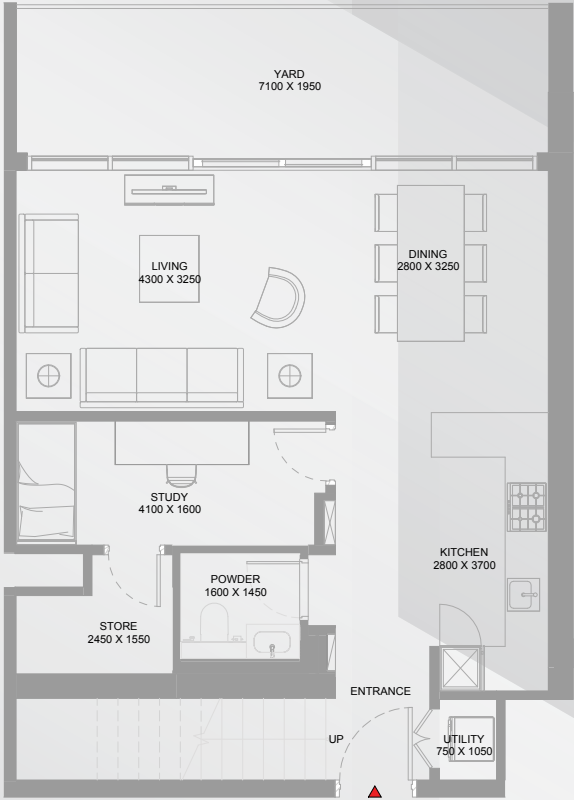 YARD
7100 X 1950
LIVING
4300 X 3250
DINING
2800 X 3250
STUDY
4100 X 1600
KITCHEN
2800 X 3700
POWDER
1600 X 1450
STORE
2450 X 1550
ENTRANCE
UP
UTILITY
750 X 1050